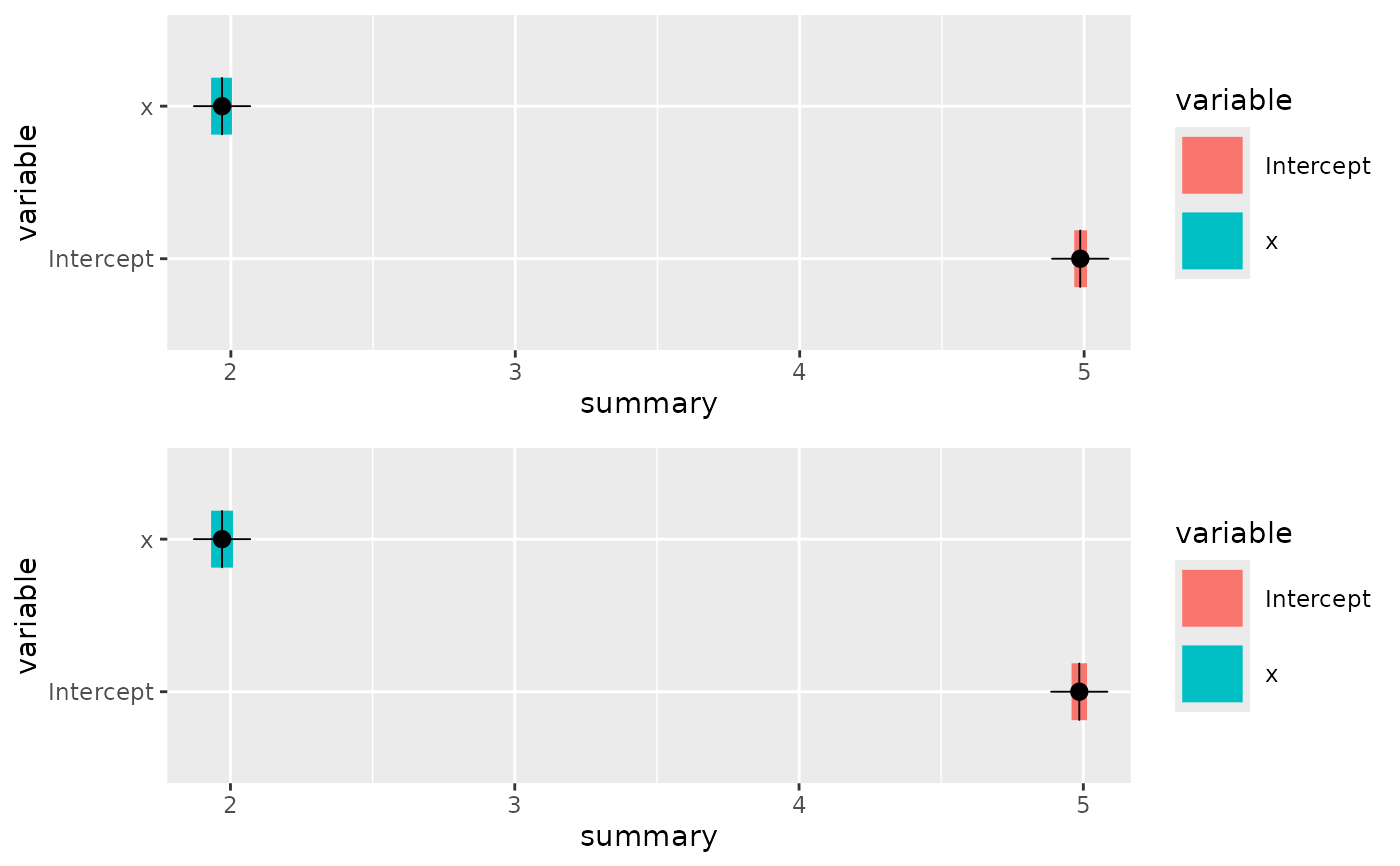 variable
x
Intercept
2 3 4 5
summary
variable
Intercept
x
variable
x
Intercept
2 3 4 5
summary
variable
Intercept
x